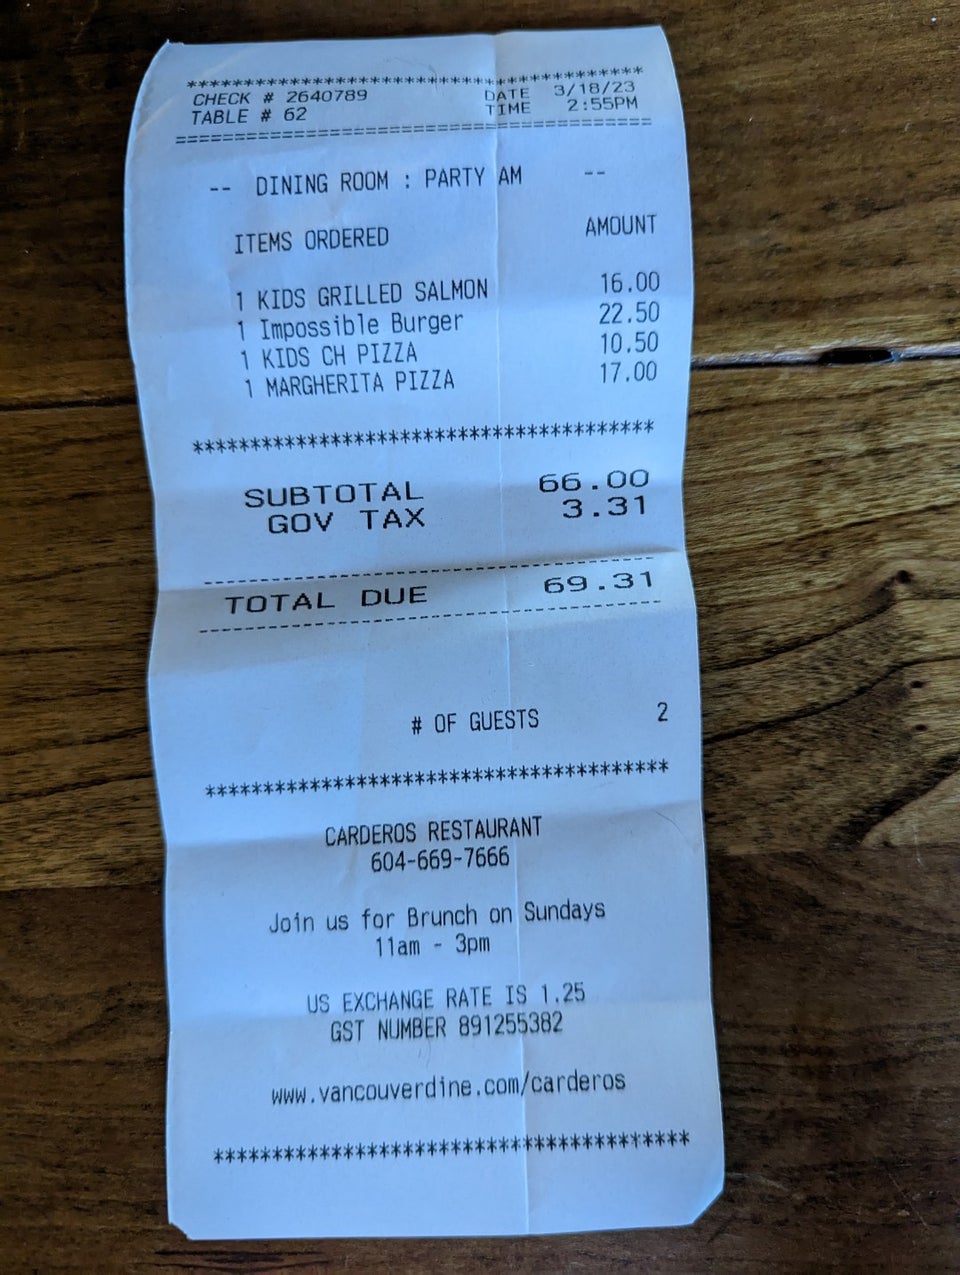 ***************************************
CHECK # 2640789 DATE 3/18/23
TABLE # 62 TIME 2:55PM
========================================
-- DINING ROOM : PARTY AM --
ITEMS ORDERED AMOUNT
1 KIDS GRILLED SALMON 16.00
1 Impossible Burger 22.50
1 KIDS CH PIZZA 10.50
1 MARGHERITA PIZZA 17.00
***************************************
SUBTOTAL 66.00
GOV TAX 3.31
---------------------------------------
TOTAL DUE 69.31
---------------------------------------
# OF GUESTS 2
***************************************
CARDEROS RESTAURANT
604-669-7666
Join us for Brunch on Sundays
11am - 3pm
US EXCHANGE RATE IS 1.25
GST NUMBER 891255382
www.vancouverdine.com/carderos
***************************************